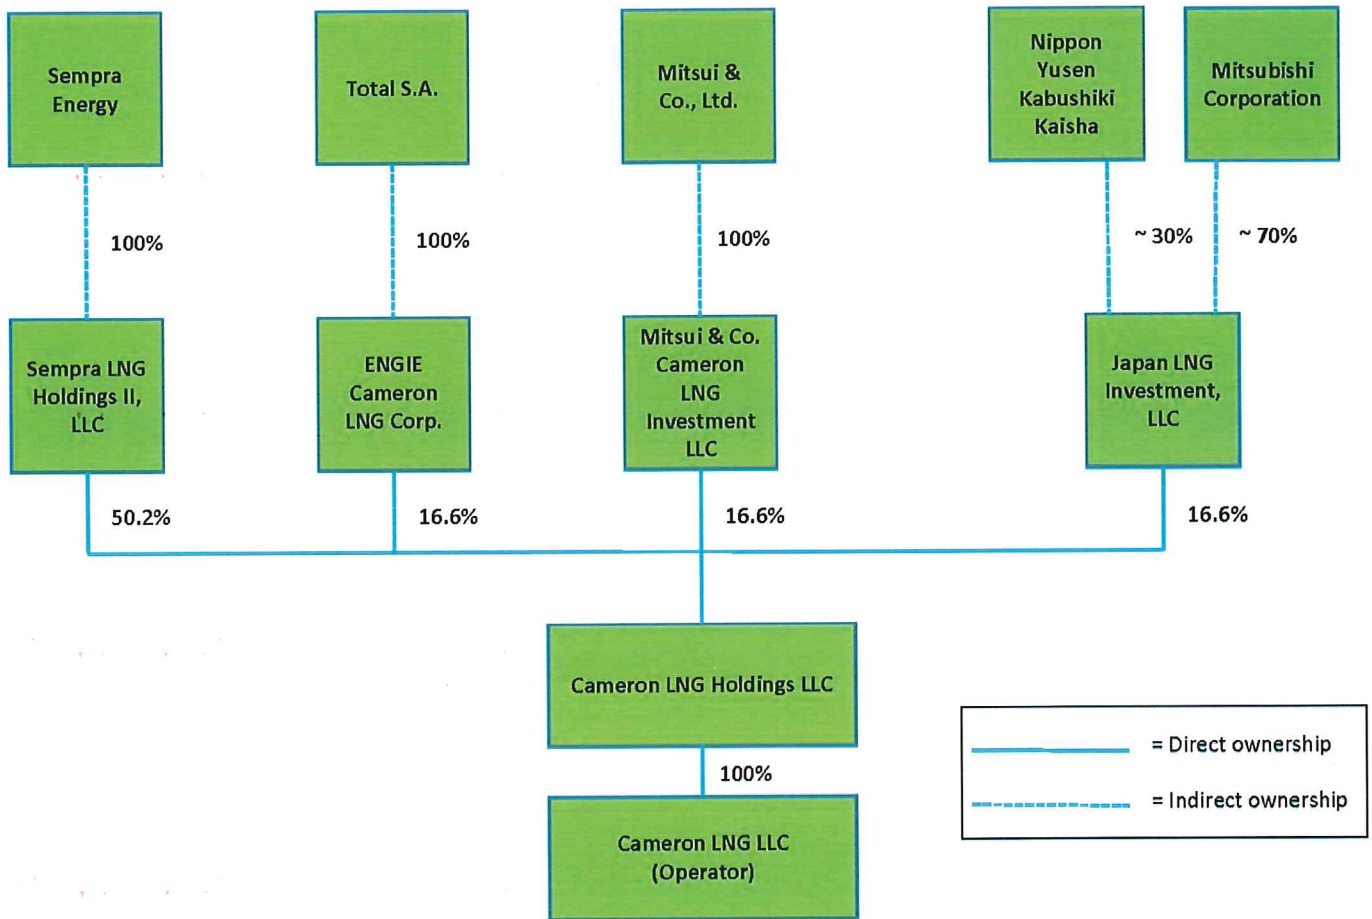 Sempra
Energy
Total S.A.
Mitsui &
Co., Ltd.
Nippon
Yusen
Kabushiki
Kaisha
Mitsubishi
Corporation
100%
100%
100%
~ 30%
~ 70%
Sempra LNG
Holdings II,
LLC
ENGIE
Cameron
LNG Corp.
Mitsui & Co.
Cameron
LNG
Investment
LLC
Japan LNG
Investment,
LLC
50.2%
16.6%
16.6%
16.6%
Cameron LNG Holdings LLC
100%
Cameron LNG LLC
(Operator)
= Direct ownership
= Indirect ownership